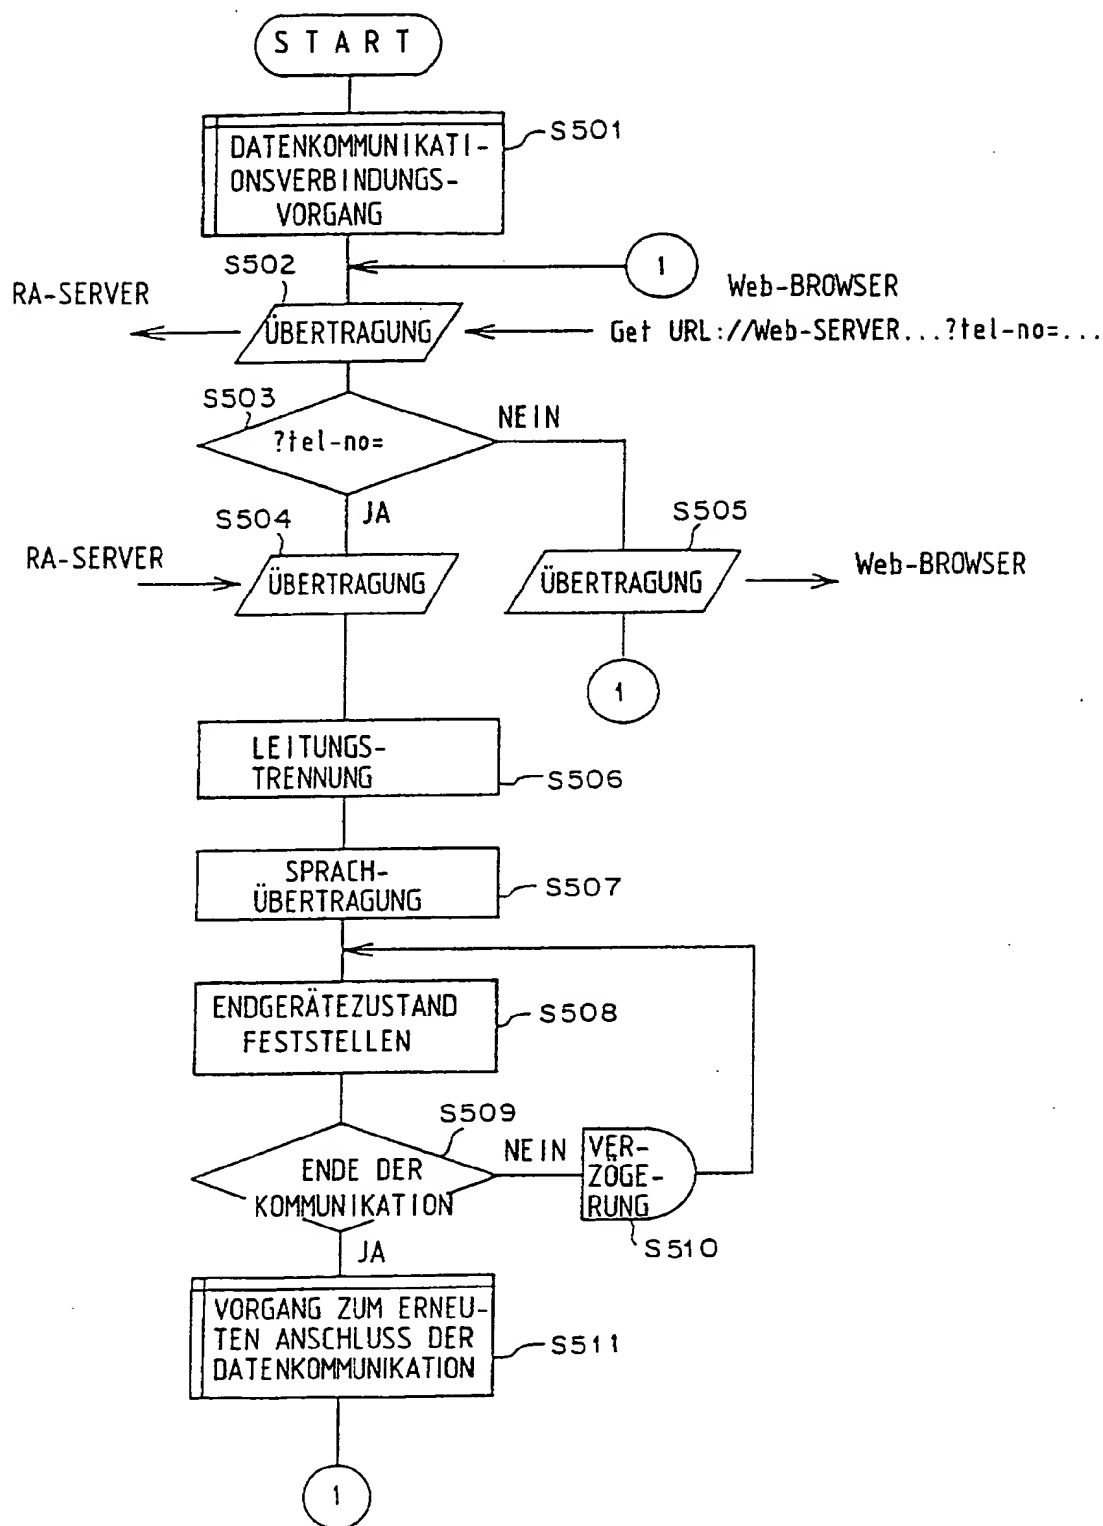 START
DATENKOMMUNIKATI-
ONSVERBINDUNGS-
VORGANG
S501
1
S502
RA-SERVER
Web-BROWSER
ÜBERTRAGUNG
Get URL://Web-SERVER...?tel-no=...
S503
?tel-no=
NEIN
JA
S504
S505
RA-SERVER
ÜBERTRAGUNG
ÜBERTRAGUNG
Web-BROWSER
1
LEITUNGS-
TRENNUNG
S506
SPRACH-
ÜBERTRAGUNG
S507
ENDGERÄTEZUSTAND
FESTSTELLEN
S508
S509
ENDE DER
KOMMUNIKATION
NEIN
VER-
ZÖGE-
RUNG
S510
JA
VORGANG ZUM ERNEU-
TEN ANSCHLUSS DER
DATENKOMMUNIKATION
S511
1